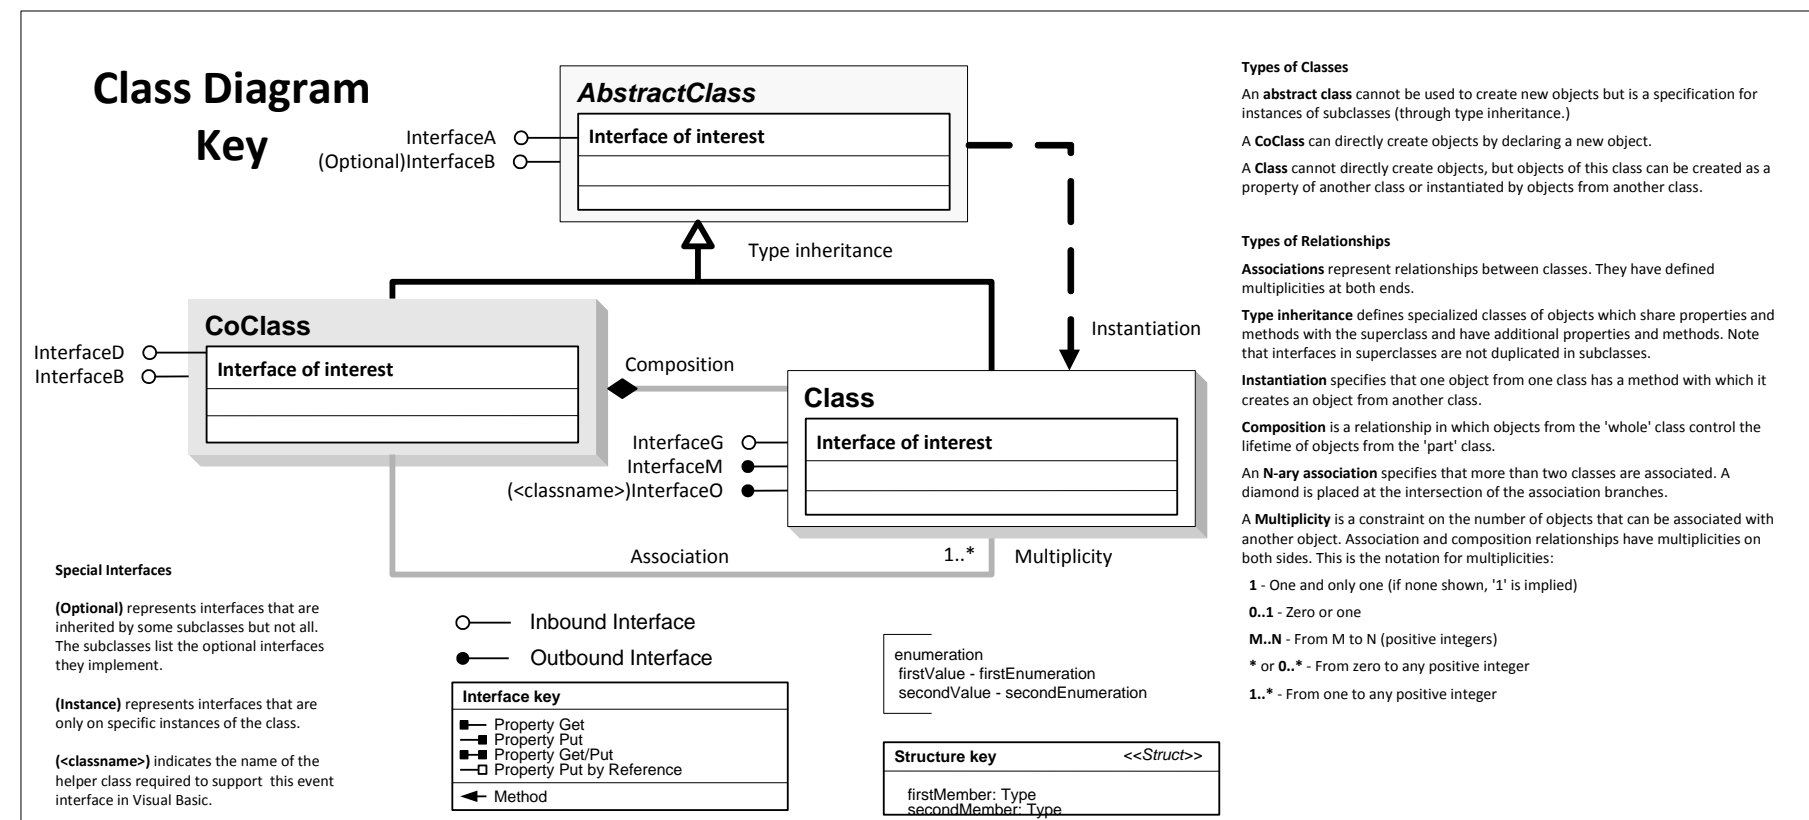 Class Diagram
Key
AbstractClass
Interface of interest
InterfaceA
(Optional)InterfaceB
Type inheritance
CoClass
Interface of interest
InterfaceD
InterfaceB
Composition
Instantiation
Class
Interface of interest
InterfaceG
InterfaceM
(<classname>)InterfaceO
Association
1..*
Multiplicity
Special Interfaces
(Optional) represents interfaces that are
inherited by some subclasses but not all.
The subclasses list the optional interfaces
they implement.
(Instance) represents interfaces that are
only on specific instances of the class.
(<classname>) indicates the name of the
helper class required to support  this event
interface in Visual Basic.
Inbound Interface
Outbound Interface
Interface key
Property Get
Property Put
Property Get/Put
Property Put by Reference
Method
enumeration
firstValue - firstEnumeration
secondValue - secondEnumeration
Structure key <<Struct>>
firstMember: Type
secondMember: Type
Types of Classes
An abstract class cannot be used to create new objects but is a specification for
instances of subclasses (through type inheritance.)
A CoClass can directly create objects by declaring a new object.
A Class cannot directly create objects, but objects of this class can be created as a
property of another class or instantiated by objects from another class.
Types of Relationships
Associations represent relationships between classes. They have defined
multiplicities at both ends.
Type inheritance defines specialized classes of objects which share properties and
methods with the superclass and have additional properties and methods. Note
that interfaces in superclasses are not duplicated in subclasses.
Instantiation specifies that one object from one class has a method with which it
creates an object from another class.
Composition is a relationship in which objects from the 'whole' class control the
lifetime of objects from the 'part' class.
An N-ary association specifies that more than two classes are associated. A
diamond is placed at the intersection of the association branches.
A Multiplicity is a constraint on the number of objects that can be associated with
another object. Association and composition relationships have multiplicities on
both sides. This is the notation for multiplicities:
1 - One and only one (if none shown, '1' is implied)
0..1 - Zero or one
M..N - From M to N (positive integers)
* or 0..* - From zero to any positive integer
1..* - From one to any positive integer